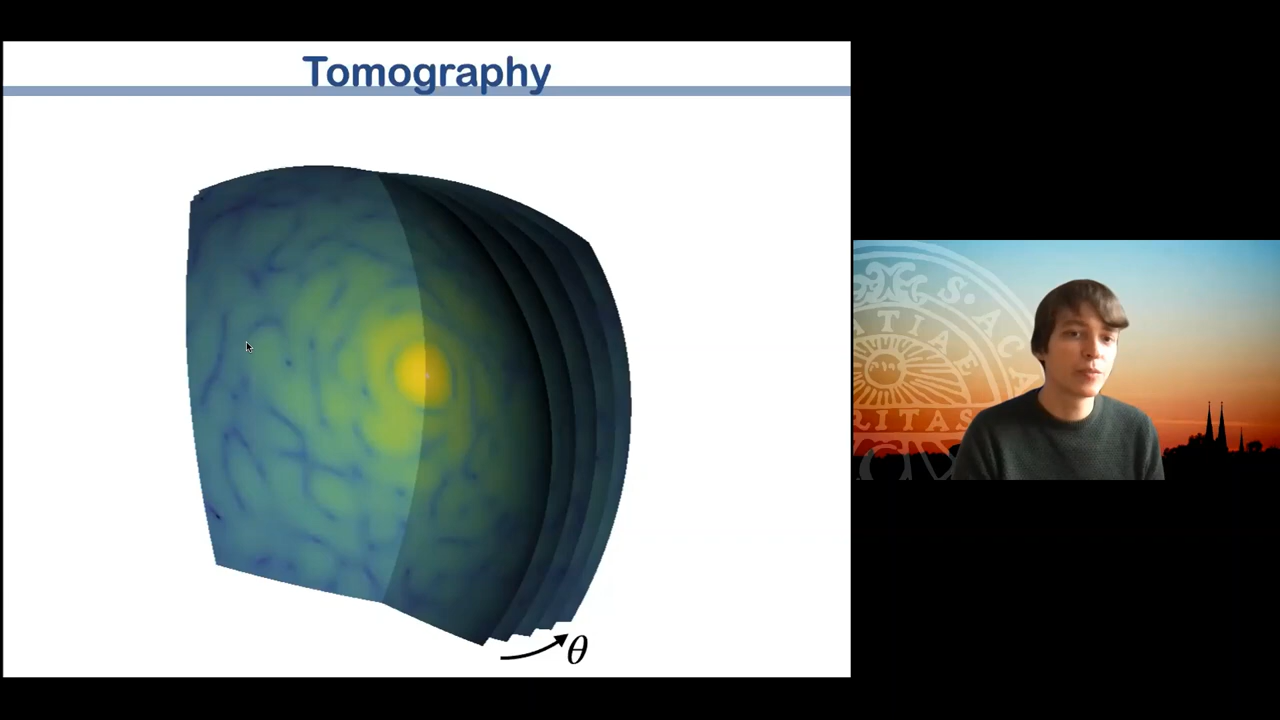 Tomography
θ
S. A C A
A T I A E
R I T A S